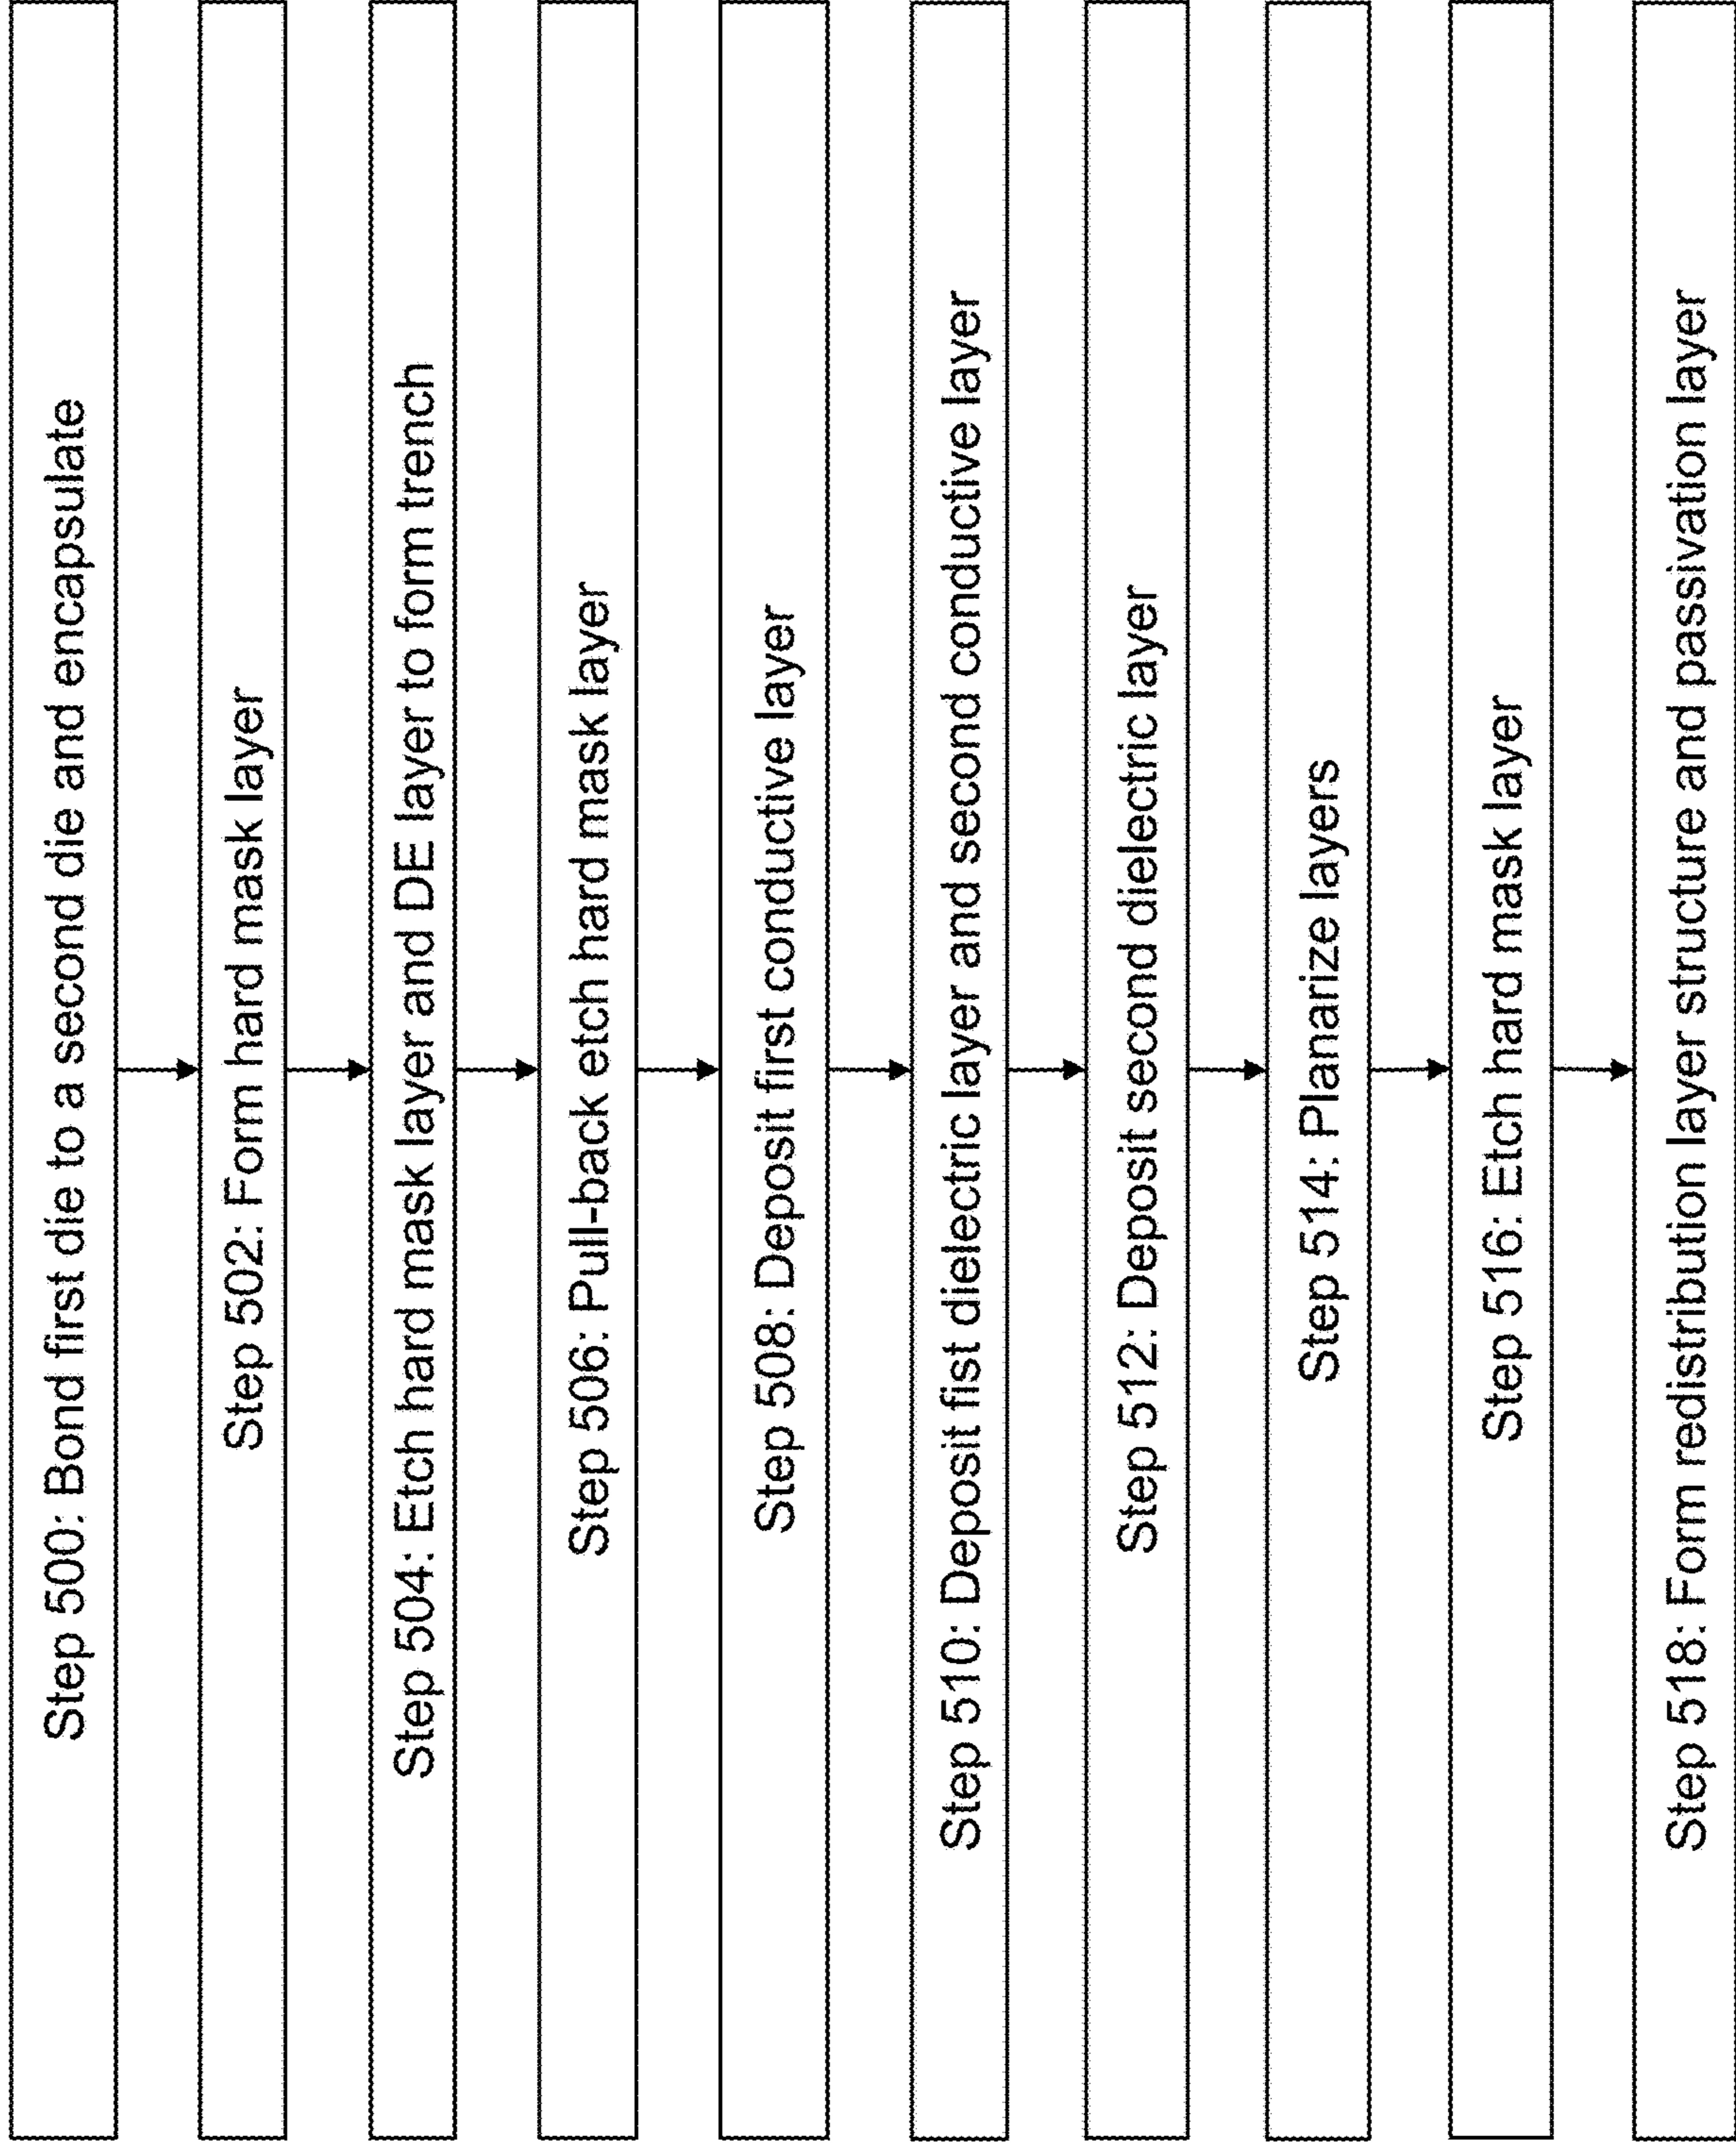 Step 500: Bond first die to a second die and encapsulate
Step 502: Form hard mask layer
Step 504: Etch hard mask layer and DE layer to form trench
Step 506: Pull-back etch hard mask layer
Step 508: Deposit first conductive layer
Step 510: Deposit fist dielectric layer and second conductive layer
Step 512: Deposit second dielectric layer
Step 514: Planarize layers
Step 516: Etch hard mask layer
Step 518: Form redistribution layer structure and passivation layer